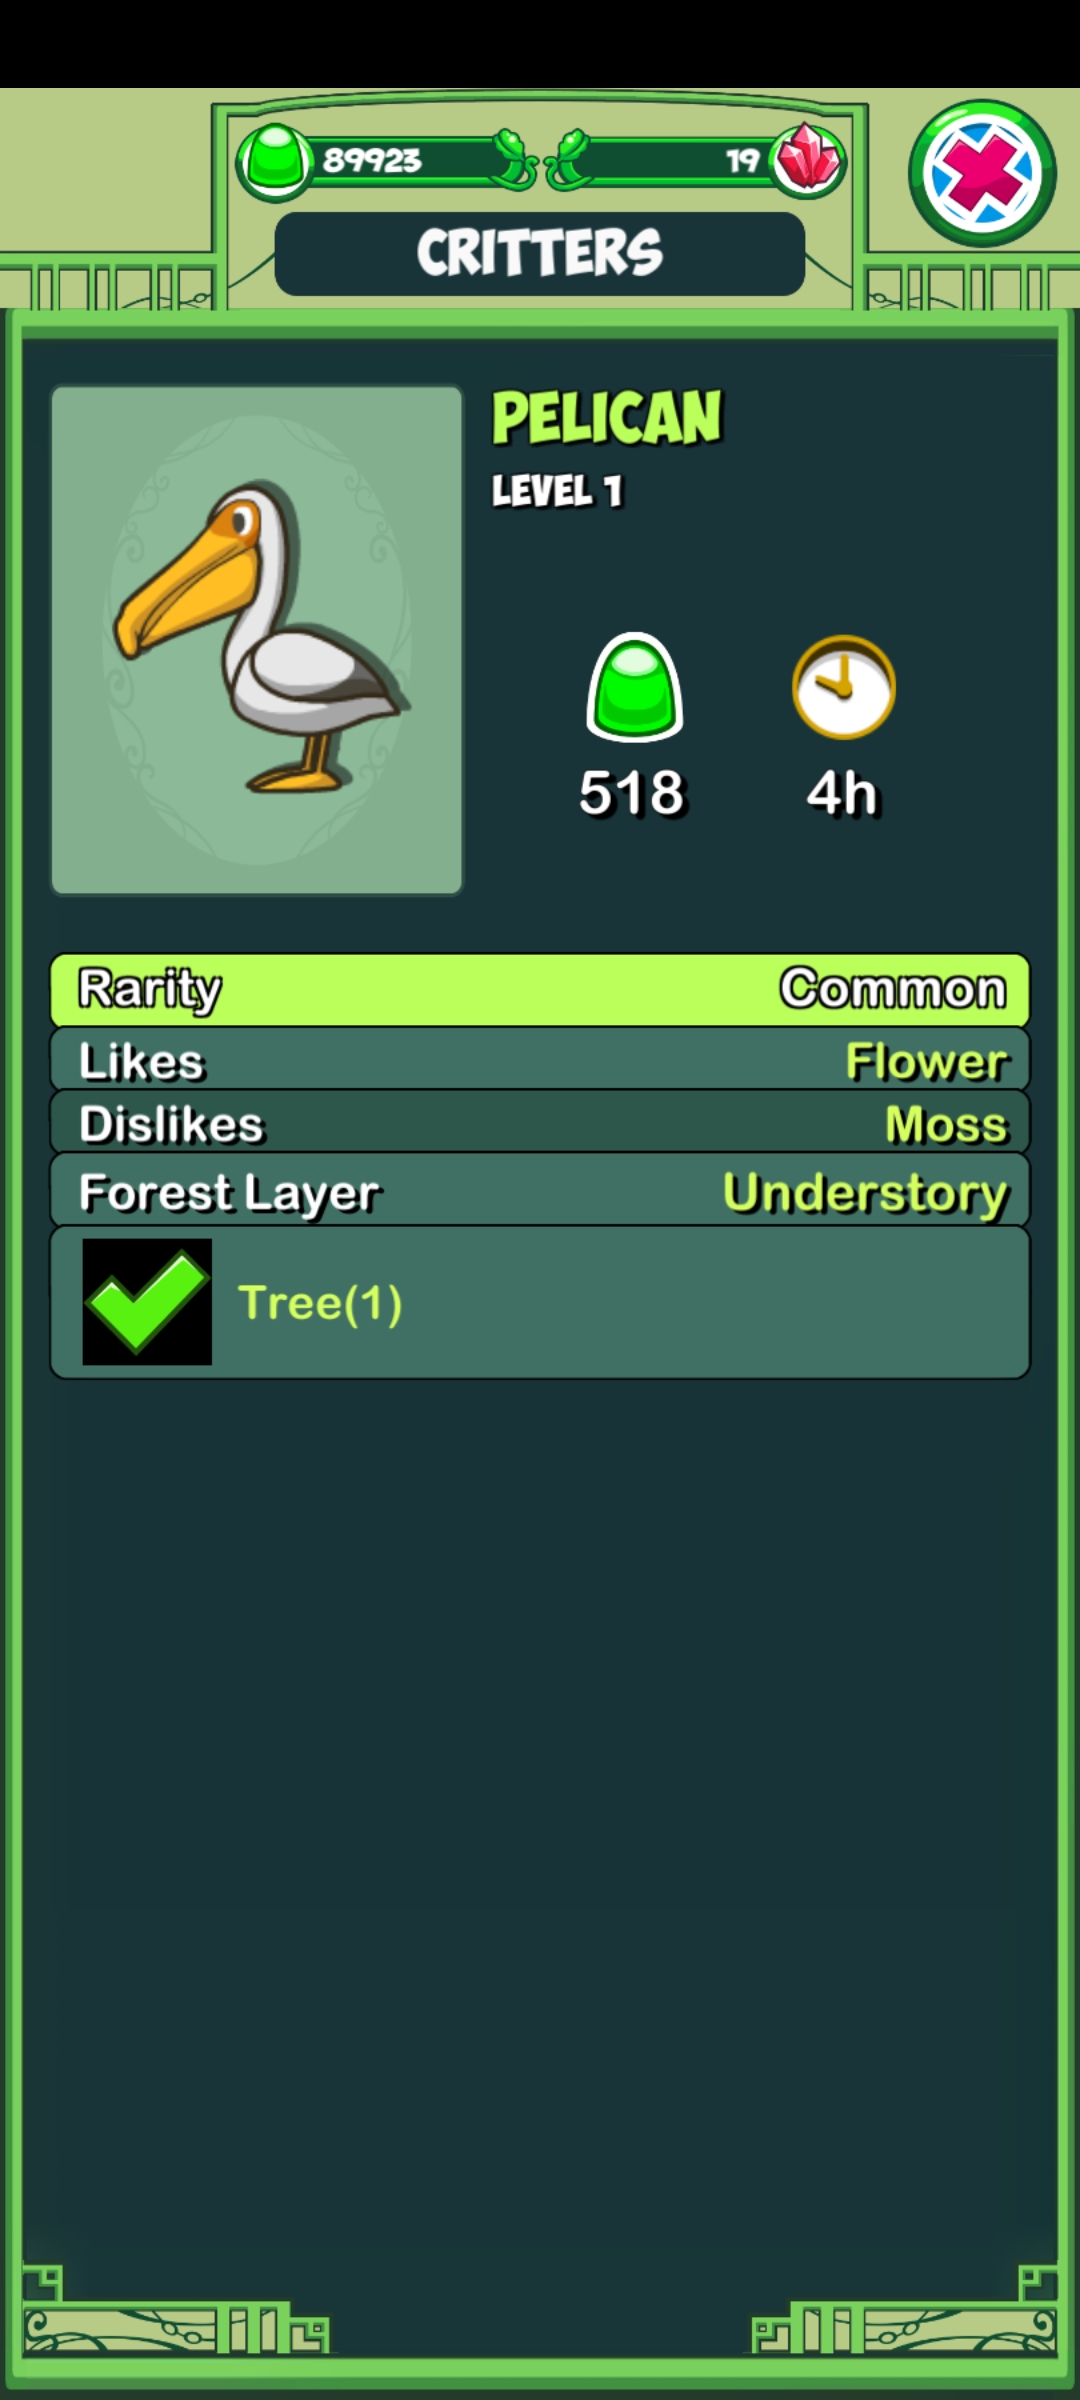 89923
19
CRITTERS
PELICAN
LEVEL 1
518
4h
Rarity Common
Likes Flower
Dislikes Moss
Forest Layer Understory
Tree(1)